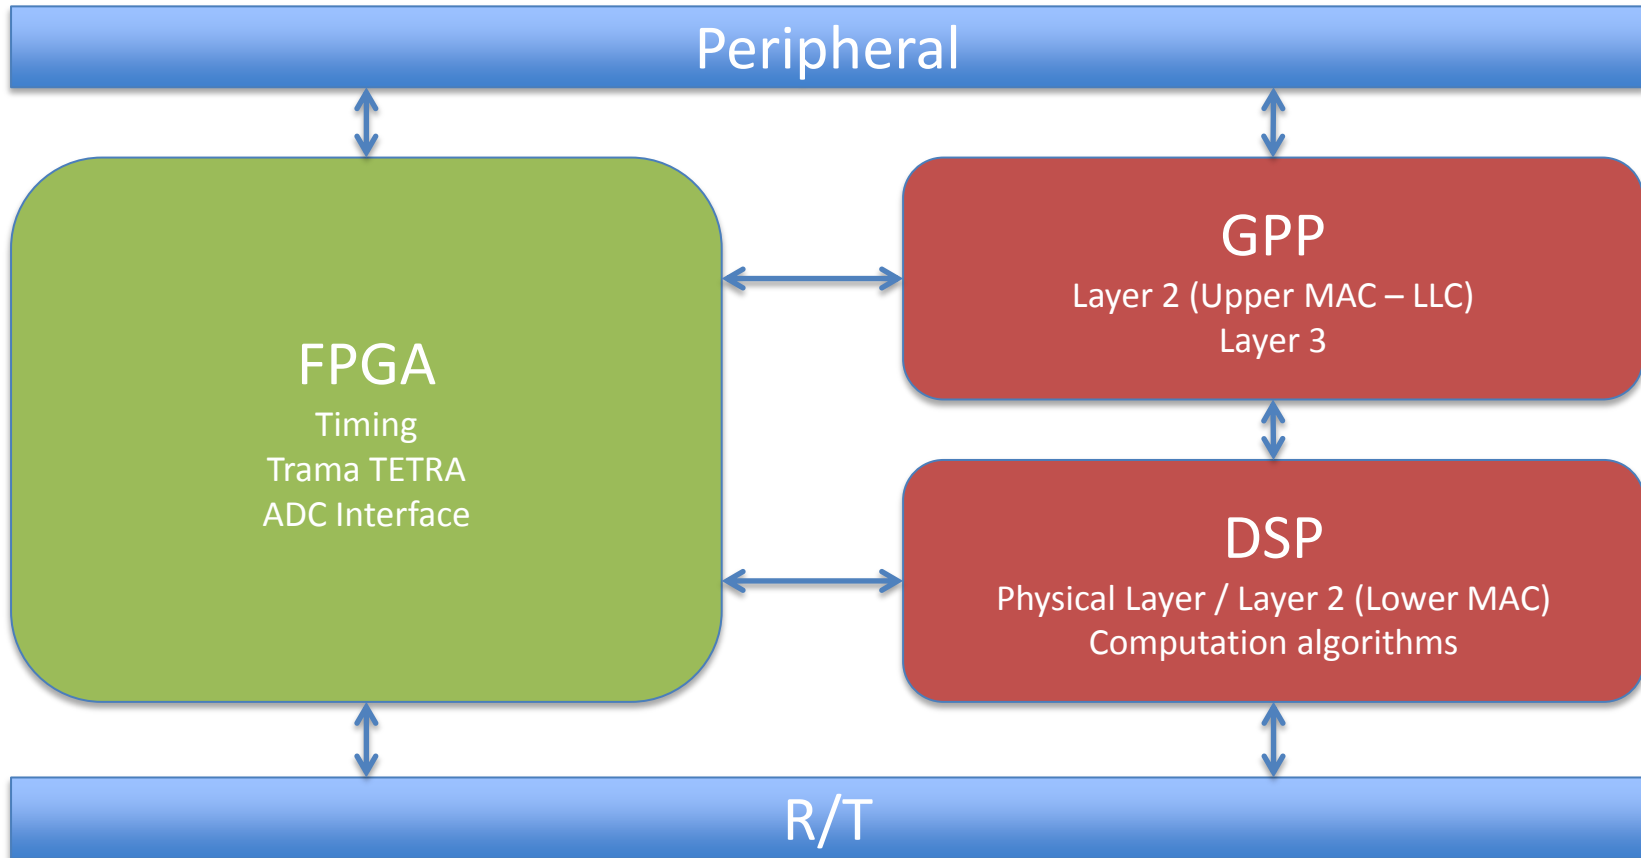 Peripheral
FPGA
Timing
Trama TETRA
ADC Interface
GPP
Layer 2 (Upper MAC – LLC)
Layer 3
DSP
Physical Layer / Layer 2 (Lower MAC)
Computation algorithms
R/T